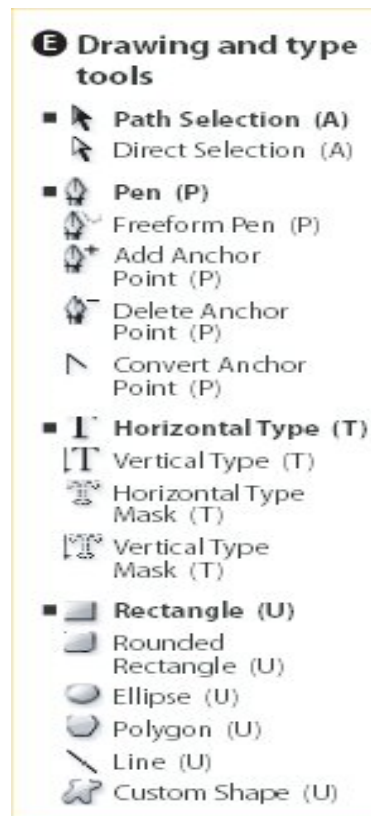 E Drawing and type
tools
Path Selection (A)
Direct Selection (A)
Pen (P)
Freeform Pen (P)
Add Anchor
Point (P)
Delete Anchor
Point (P)
Convert Anchor
Point (P)
Horizontal Type (T)
Vertical Type (T)
Horizontal Type
Mask (T)
Vertical Type
Mask (T)
Rectangle (U)
Rounded
Rectangle (U)
Ellipse (U)
Polygon (U)
Line (U)
Custom Shape (U)